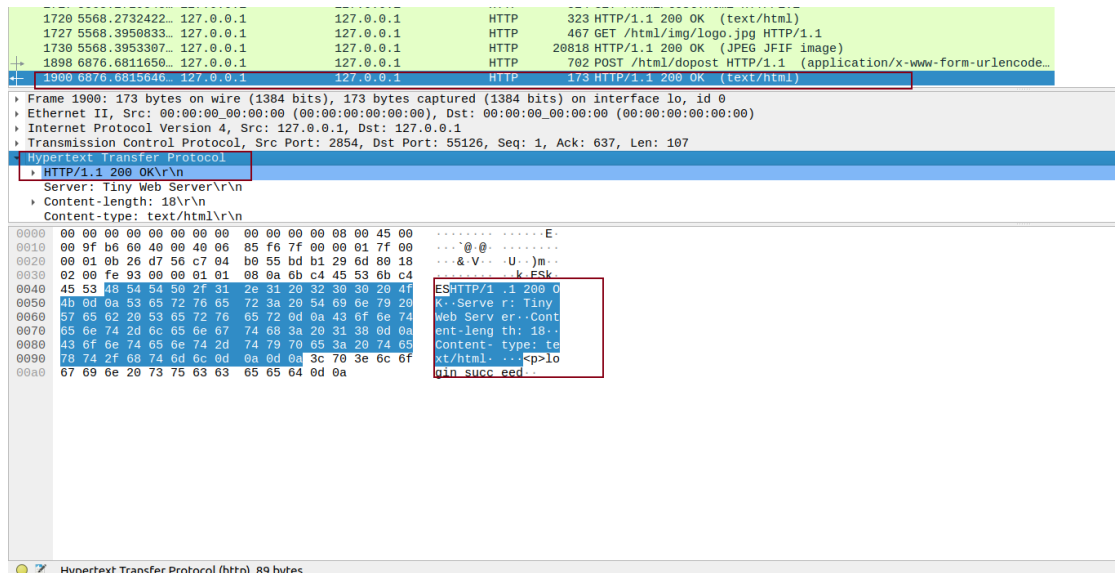 1720 5568.2732422… 127.0.0.1 127.0.0.1 HTTP 323 HTTP/1.1 200 OK (text/html)
1727 5568.3950833… 127.0.0.1 127.0.0.1 HTTP 467 GET /html/img/logo.jpg HTTP/1.1
1730 5568.3953307… 127.0.0.1 127.0.0.1 HTTP 20818 HTTP/1.1 200 OK (JPEG JFIF image)
1898 6876.6811650… 127.0.0.1 127.0.0.1 HTTP 702 POST /html/dopost HTTP/1.1 (application/x-www-form-urlencode…
1900 6876.6815646… 127.0.0.1 127.0.0.1 HTTP 173 HTTP/1.1 200 OK (text/html)
Frame 1900: 173 bytes on wire (1384 bits), 173 bytes captured (1384 bits) on interface lo, id 0
Ethernet II, Src: 00:00:00_00:00:00 (00:00:00:00:00:00), Dst: 00:00:00_00:00:00 (00:00:00:00:00:00)
Internet Protocol Version 4, Src: 127.0.0.1, Dst: 127.0.0.1
Transmission Control Protocol, Src Port: 2854, Dst Port: 55126, Seq: 1, Ack: 637, Len: 107
Hypertext Transfer Protocol
HTTP/1.1 200 OK\r\n
Server: Tiny Web Server\r\n
Content-length: 18\r\n
Content-type: text/html\r\n
0000 00 00 00 00 00 00 00 00 00 00 00 00 08 00 45 00 ········ ······E·
0010 00 9f b6 60 40 00 40 06 85 f6 7f 00 00 01 7f 00 ···`@·@· ········
0020 00 01 0b 26 d7 56 c7 04 b0 55 bd b1 29 6d 80 18 ···&·V·· ·U··)m··
0030 02 00 fe 93 00 00 01 01 08 0a 6b c4 45 53 6b c4 ········ ··k·ESk·
0040 45 53 48 54 54 50 2f 31 2e 31 20 32 30 30 20 4f ESHTTP/1 .1 200 O
0050 4b 0d 0a 53 65 72 76 65 72 3a 20 54 69 6e 79 20 K··Serve r: Tiny
0060 57 65 62 20 53 65 72 76 65 72 0d 0a 43 6f 6e 74 Web Serv er··Cont
0070 65 6e 74 2d 6c 65 6e 67 74 68 3a 20 31 38 0d 0a ent-leng th: 18··
0080 43 6f 6e 74 65 6e 74 2d 74 79 70 65 3a 20 74 65 Content- type: te
0090 78 74 2f 68 74 6d 6c 0d 0a 0d 0a 3c 70 3e 6c 6f xt/html· ···<p>lo
00a0 67 69 6e 20 73 75 63 63 65 65 64 0d 0a gin succ eed··
Hypertext Transfer Protocol (http), 89 bytes